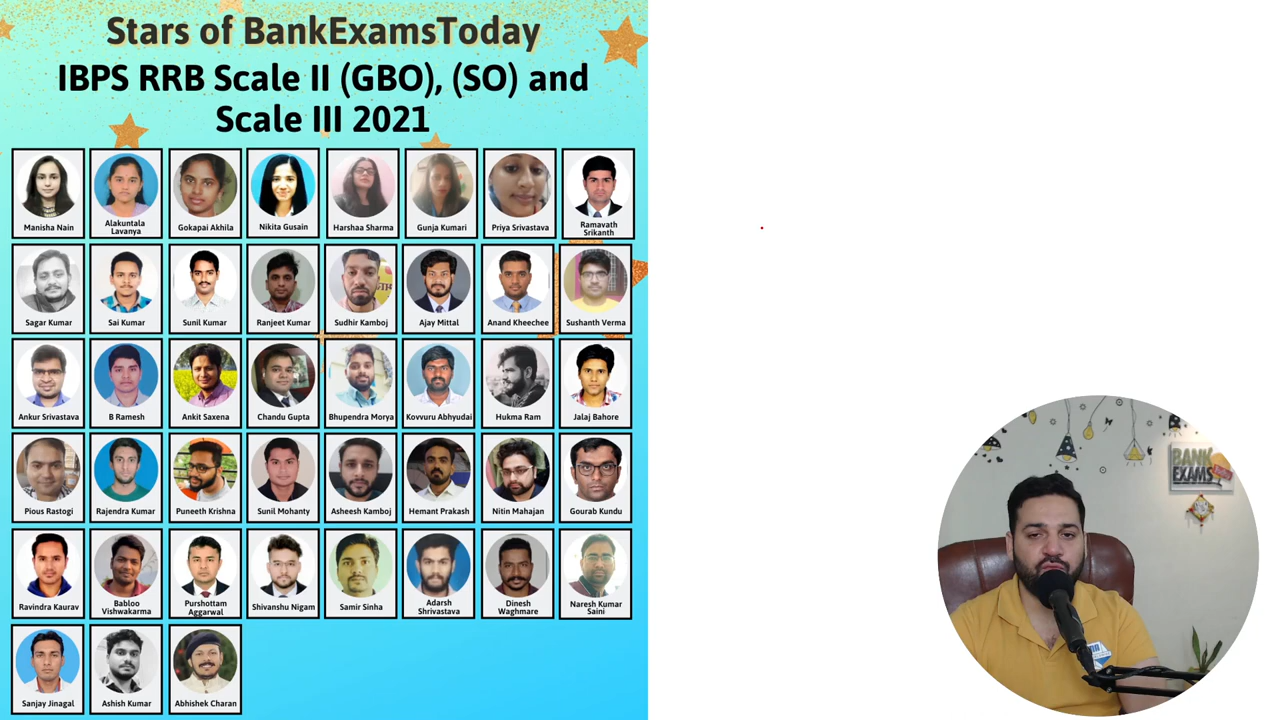 Stars of BankExamsToday
IBPS RRB Scale II (GBO), (SO) and
Scale III 2021
Manisha Nain
Alakuntala
Lavanya
Gokapai Akhila
Nikita Gusain
Harshaa Sharma
Gunja Kumari
Priya Srivastava
Ramavath
Srikanth
Sagar Kumar
Sai Kumar
Sunil Kumar
Ranjeet Kumar
Sudhir Kamboj
Ajay Mittal
Anand Kheechee
Sushanth Verma
Ankur Srivastava
B Ramesh
Ankit Saxena
Chandu Gupta
Bhupendra Morya
Kovvuru Abhyudai
Hukma Ram
Jalaj Bahore
Pious Rastogi
Rajendra Kumar
Puneeth Krishna
Sunil Mohanty
Asheesh Kamboj
Hemant Prakash
Nitin Mahajan
Gourab Kundu
Ravindra Kaurav
Babloo
Vishwakarma
Purshottam
Aggarwal
Shivanshu Nigam
Samir Sinha
Adarsh
Shrivastava
Dinesh
Waghmare
Naresh Kumar
Saini
Sanjay Jinagal
Ashish Kumar
Abhishek Charan
BANK
EXAMS